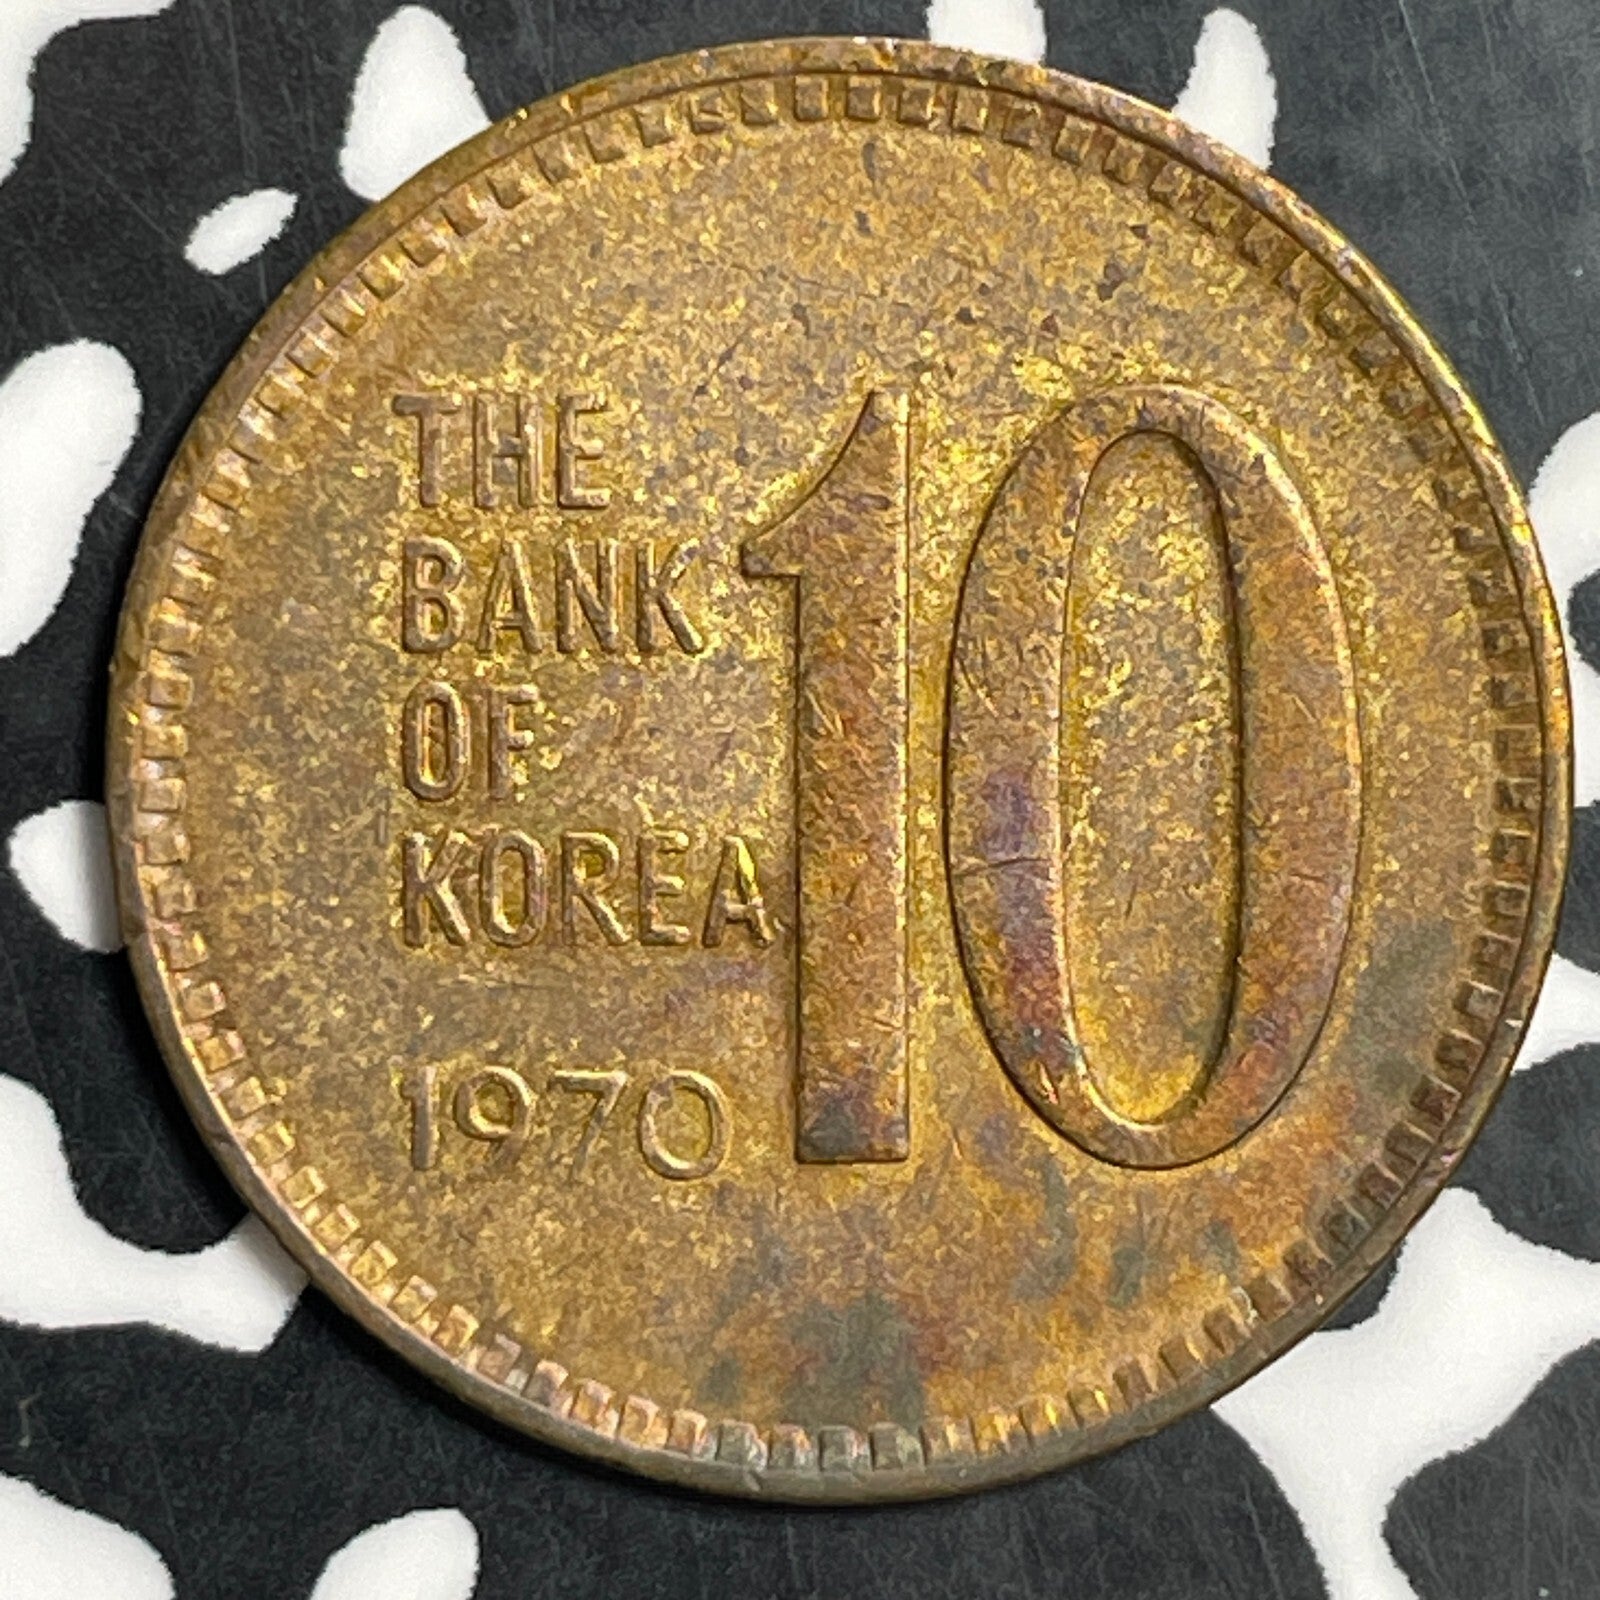 THE
BANK
OF
KOREA
1970
10